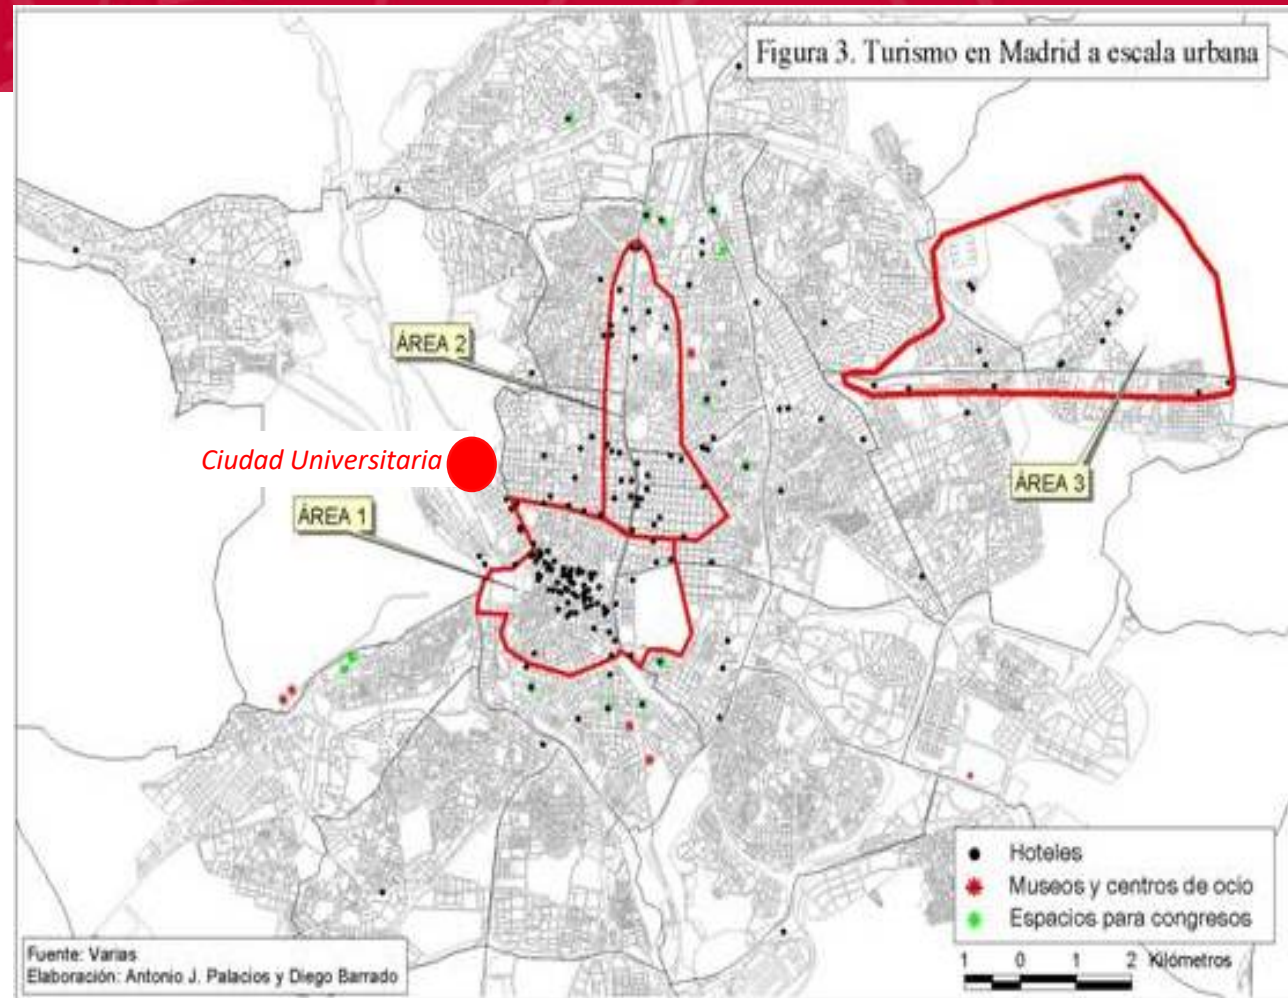 Figura 3. Turismo en Madrid a escala urbana
ÁREA 2
Ciudad Universitaria
ÁREA 3
ÁREA 1
Hoteles
Museos y centros de ocio
Espacios para congresos
1 0 1 2 Kilómetros
Fuente: Varias
Elaboración: Antonio J. Palacios y Diego Barrado